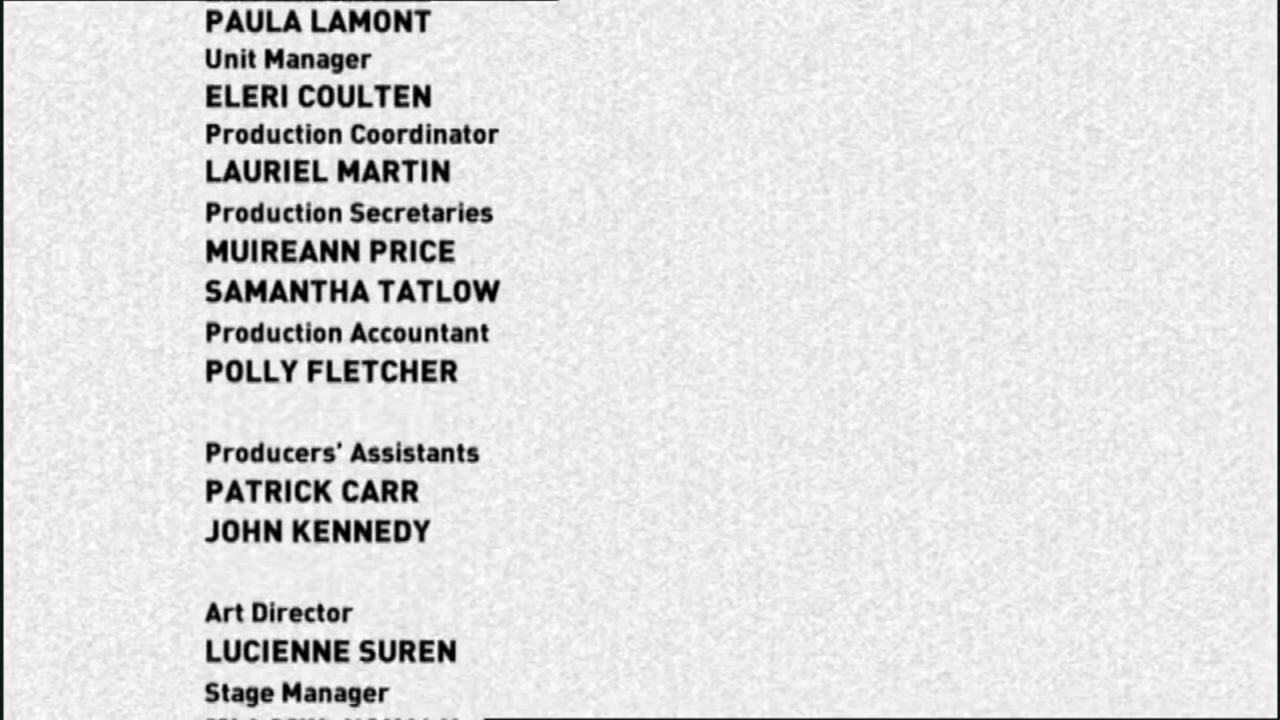 PAULA LAMONT
Unit Manager
ELERI COULTEN
Production Coordinator
LAURIEL MARTIN
Production Secretaries
MUIREANN PRICE
SAMANTHA TATLOW
Production Accountant
POLLY FLETCHER
Producers' Assistants
PATRICK CARR
JOHN KENNEDY
Art Director
LUCIENNE SUREN
Stage Manager